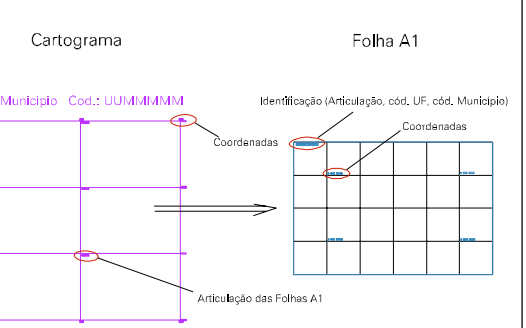 Cartograma
Folha A1
Municipio Cod.: UUMMMMM
Identificação (Articulação, cód. UF, cód. Município)
Coordenadas
Coordenadas
Articulação das Folhas A1